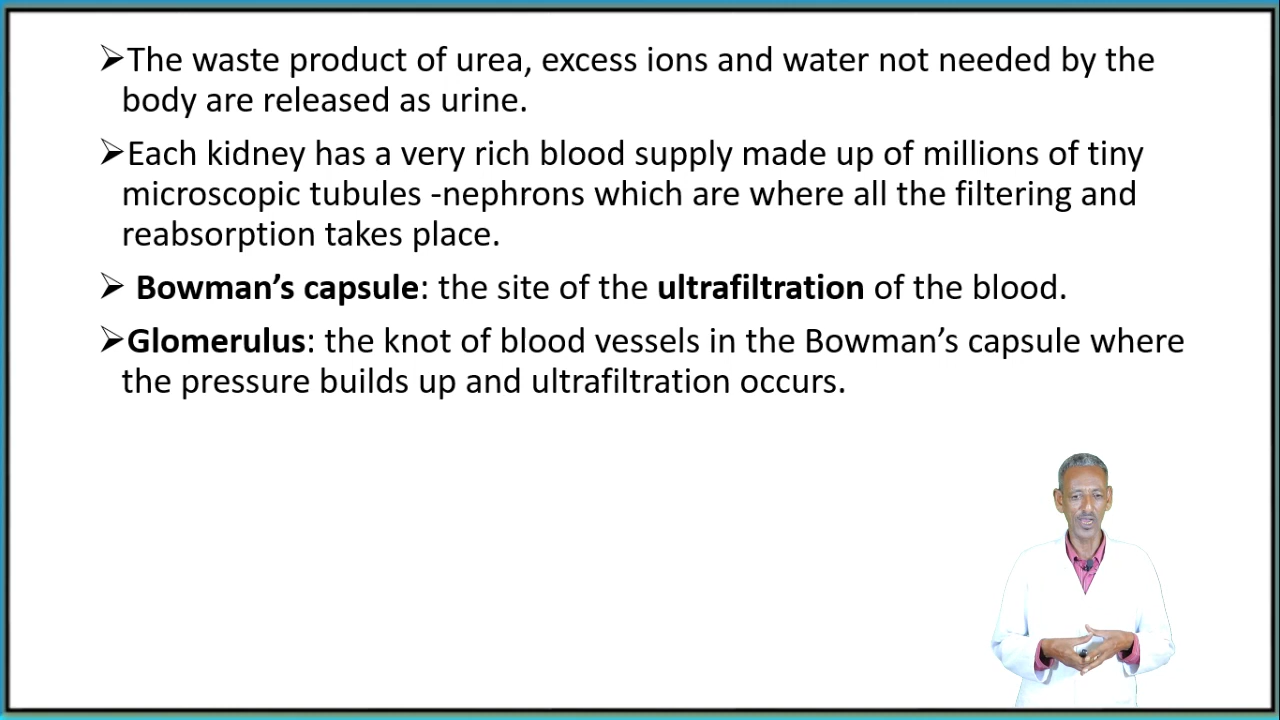 ➢The waste product of urea, excess ions and water not needed by the
body are released as urine.
➢Each kidney has a very rich blood supply made up of millions of tiny
microscopic tubules -nephrons which are where all the filtering and
reabsorption takes place.
➢ Bowman’s capsule: the site of the ultrafiltration of the blood.
➢Glomerulus: the knot of blood vessels in the Bowman’s capsule where
the pressure builds up and ultrafiltration occurs.